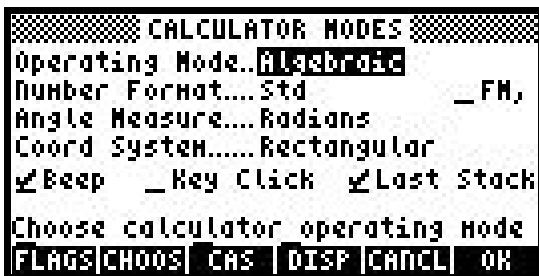 CALCULATOR MODES
Operating Mode..Algebraic
Number Format....Std _FM,
Angle Measure....Radians
Coord System......Rectangular
✓Beep _Key Click ✓Last Stack
Choose calculator operating mode
FLAGS CHOOS CAS DISP CANCL OK